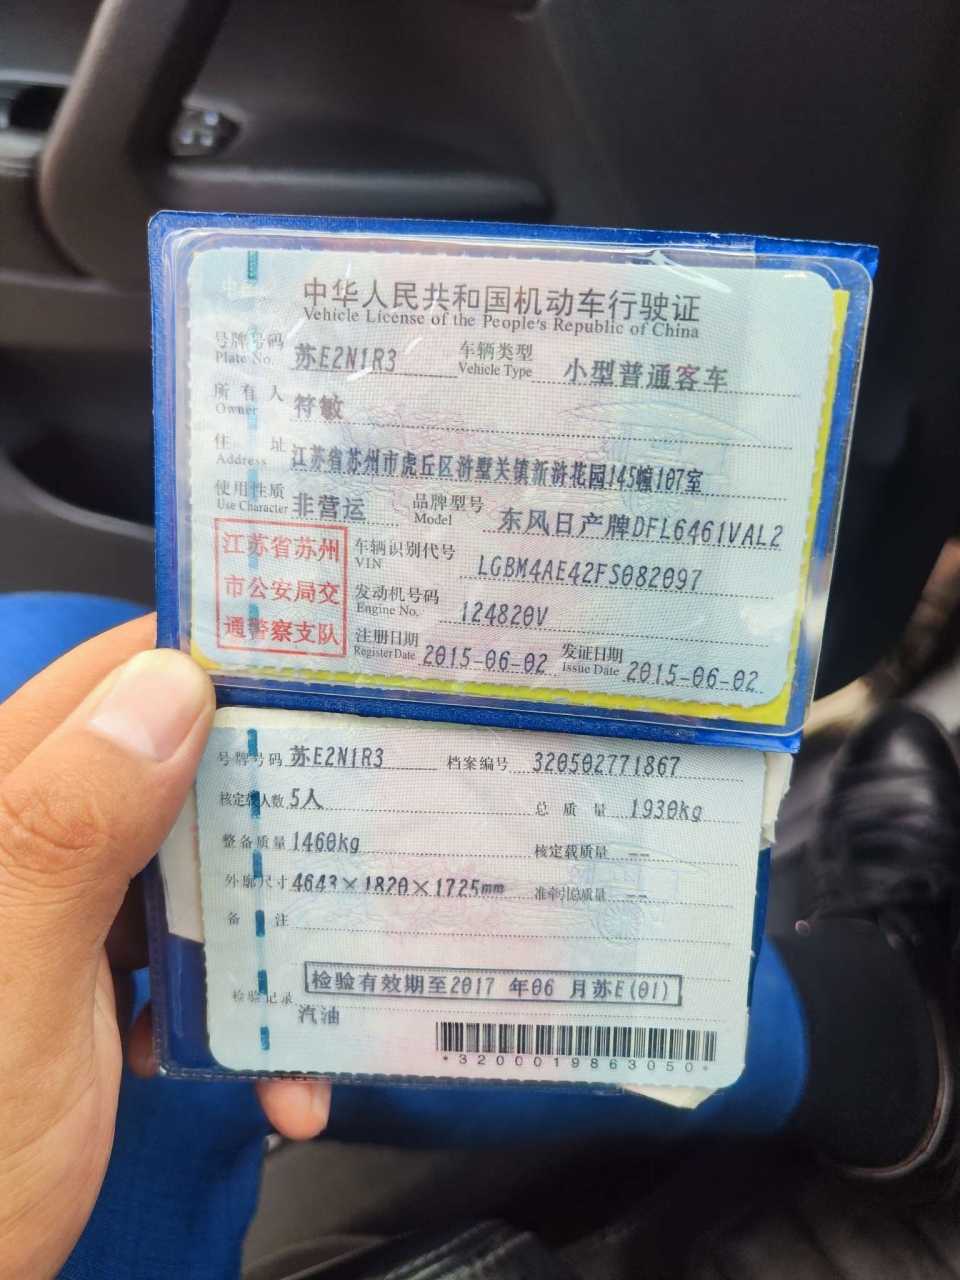 中华人民共和国机动车行驶证
Vehicle License of the People's Republic of China
号牌号码 Plate No. 苏E2N1R3 车辆类型 Vehicle Type 小型普通客车
所有人 Owner 符敏
住址 Address 江苏省苏州市虎丘区浒墅关镇新浒花园145幢107室
使用性质 Use Character 非营运 品牌型号 Model 东风日产牌DFL6461VAL2
江苏省苏州
市公安局交
通警察支队
车辆识别代号 VIN LGBM4AE42FS082097
发动机号码 Engine No. 124820V
注册日期 Register Date 2015-06-02 发证日期 Issue Date 2015-06-02
号牌号码 苏E2N1R3 档案编号 320502771867
核定载人数 5人 总质量 1930kg
整备质量 1460kg 核定载质量 --
外廓尺寸 4643×1820×1725mm 准牵引总质量 --
备注
检验记录 检验有效期至2017 年06 月苏E(01)
汽油
*3200019863050*